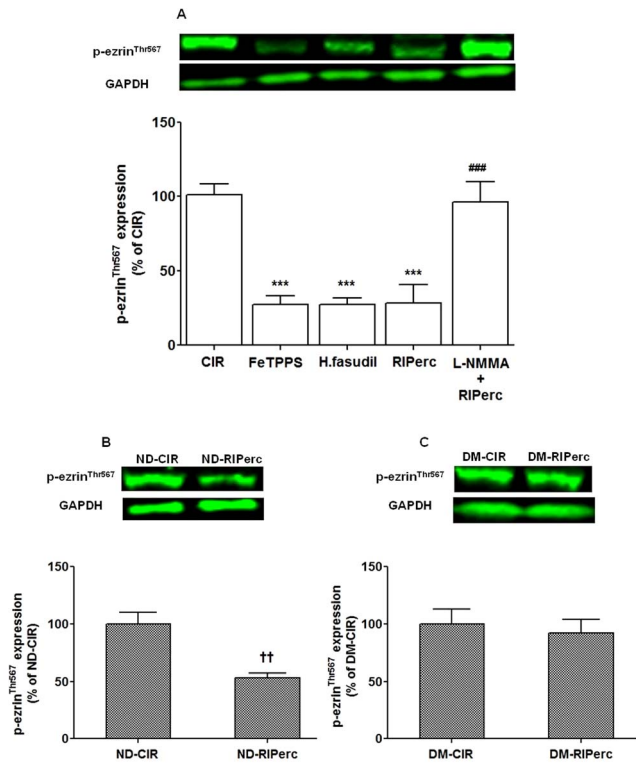 A
p-ezrinThr567
GAPDH
p-ezrinThr567 expression
(% of CIR)
150
100
50
0
***
***
***
###
CIR FeTPPS H.fasudil RIPerc L-NMMA
+
RIPerc
B
ND-CIR ND-RIPerc
p-ezrinThr567
GAPDH
p-ezrinThr567 expression
(% of ND-CIR)
150
100
50
0
††
ND-CIR ND-RIPerc
C
DM-CIR DM-RIPerc
p-ezrinThr567
GAPDH
p-ezrinThr567 expression
(% of DM-CIR)
150
100
50
0
DM-CIR DM-RIPerc